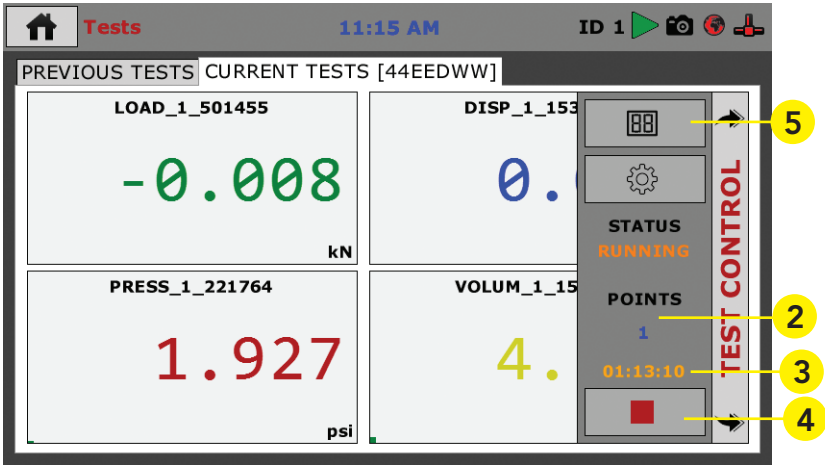 Tests 11:15 AM ID 1
PREVIOUS TESTS CURRENT TESTS [44EEDWW]
LOAD_1_501455
-0.008
kN
DISP_1_153
0.
PRESS_1_221764
1.927
psi
VOLUM_1_15
4.
88
STATUS
RUNNING
POINTS
1
01:13:10
TEST CONTROL
5
2
3
4